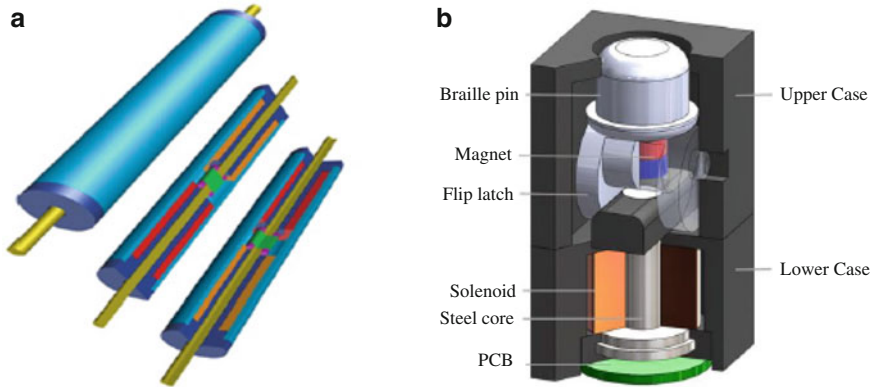 a
b
Braille pin
Upper Case
Magnet
Flip latch
Lower Case
Solenoid
Steel core
PCB